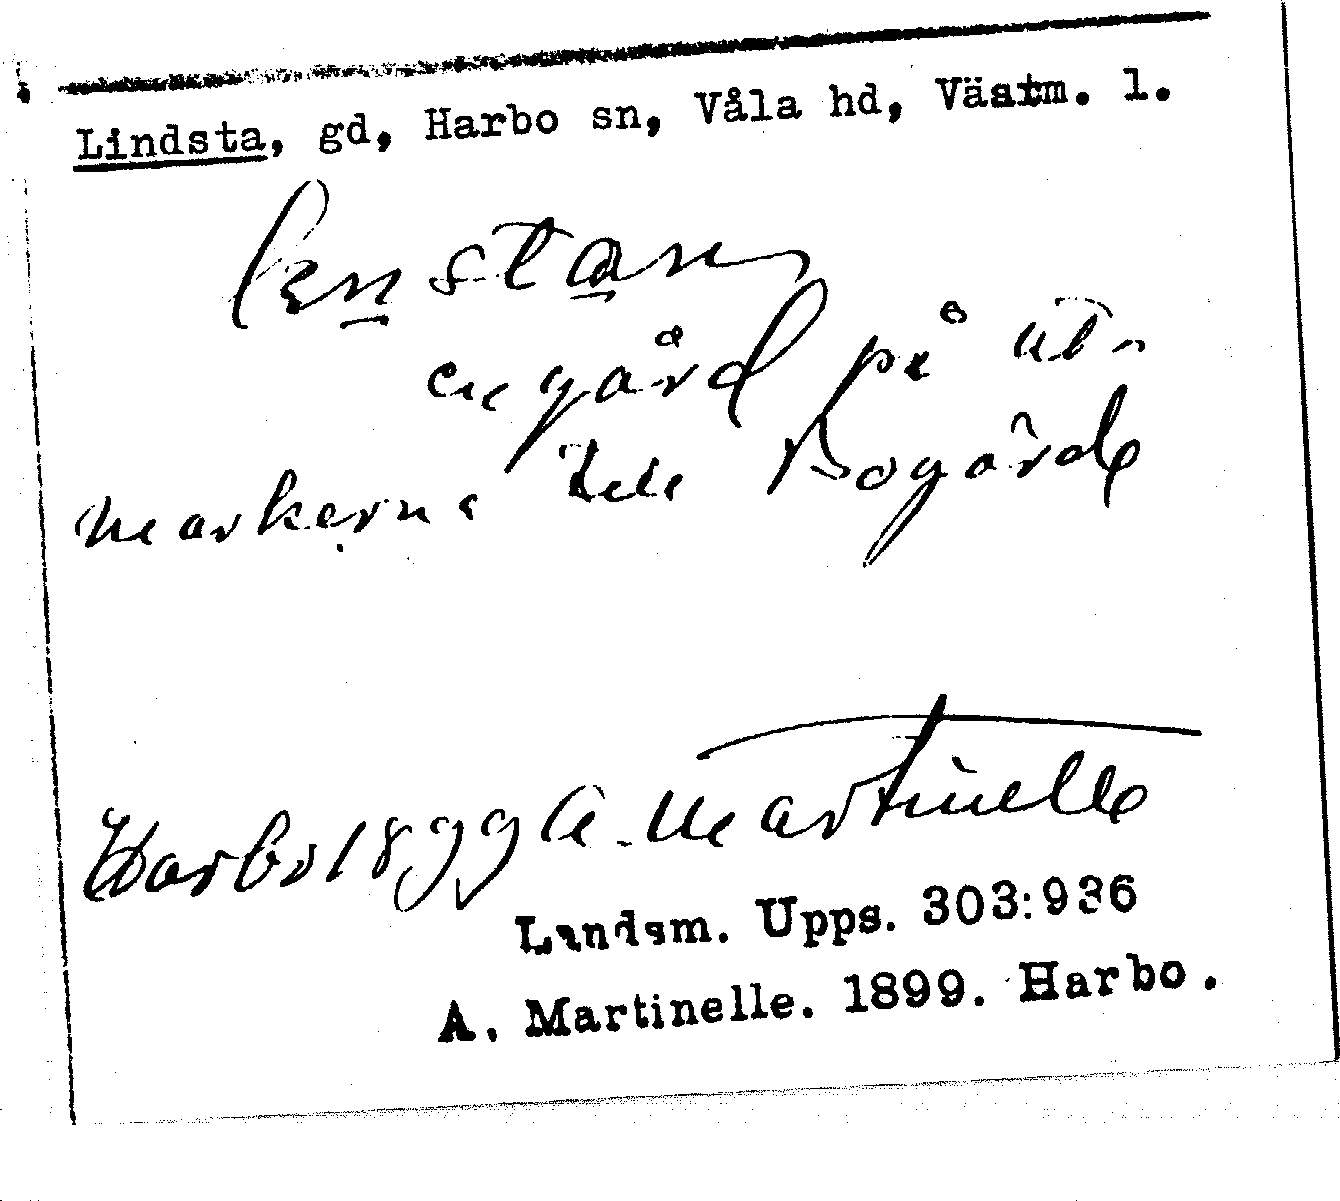 Lindsta, gd, Harbo sn, Våla hd, Västm. l.
lenstan
en gård på ut-
markerna till Bogårde
Harbo 1899 A. Martinelle
Landsm. Upps. 303:936
A. Martinelle. 1899. Harbo.